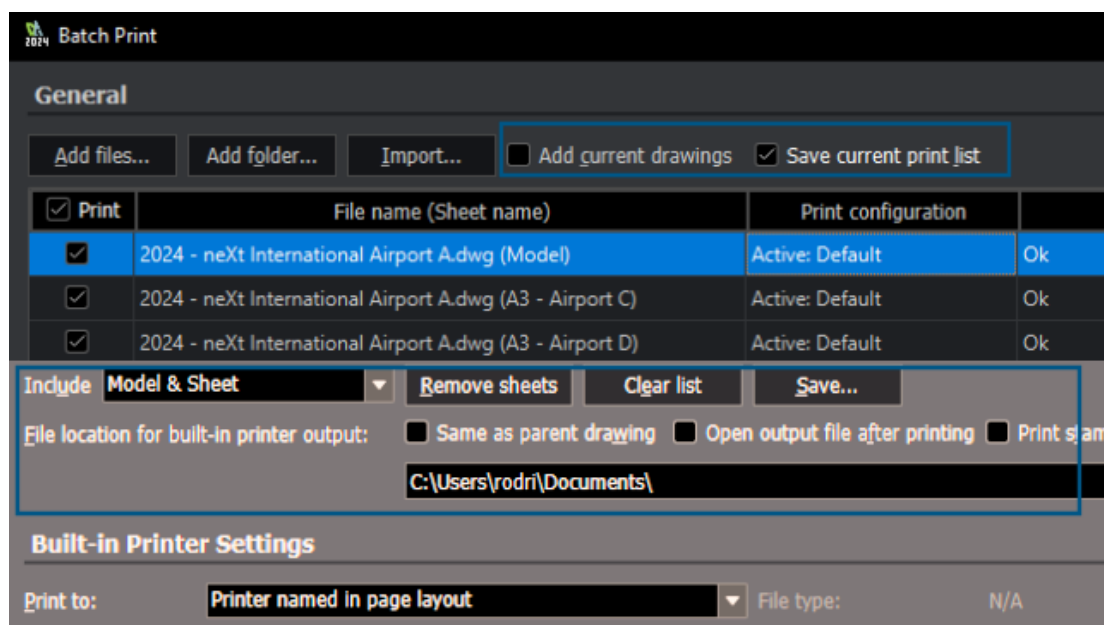 2024 Batch Print
General
Add files... Add folder... Import... Add current drawings Save current print list
Print File name (Sheet name) Print configuration
2024 - neXt International Airport A.dwg (Model) Active: Default Ok
2024 - neXt International Airport A.dwg (A3 - Airport C) Active: Default Ok
2024 - neXt International Airport A.dwg (A3 - Airport D) Active: Default Ok
Include Model & Sheet Remove sheets Clear list Save...
File location for built-in printer output: Same as parent drawing Open output file after printing Print
C:\Users\rodri\Documents\
Built-in Printer Settings
Print to: Printer named in page layout File type: N/A